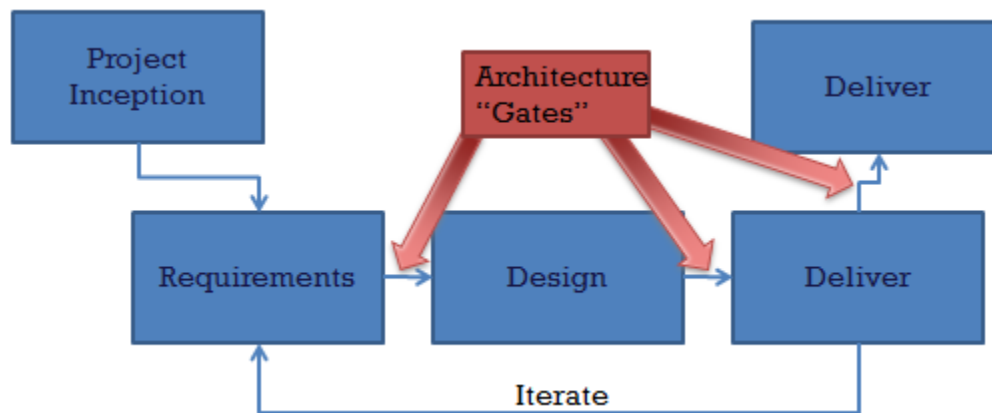 Project
Inception
Architecture
“Gates”
Deliver
Requirements
Design
Deliver
Iterate